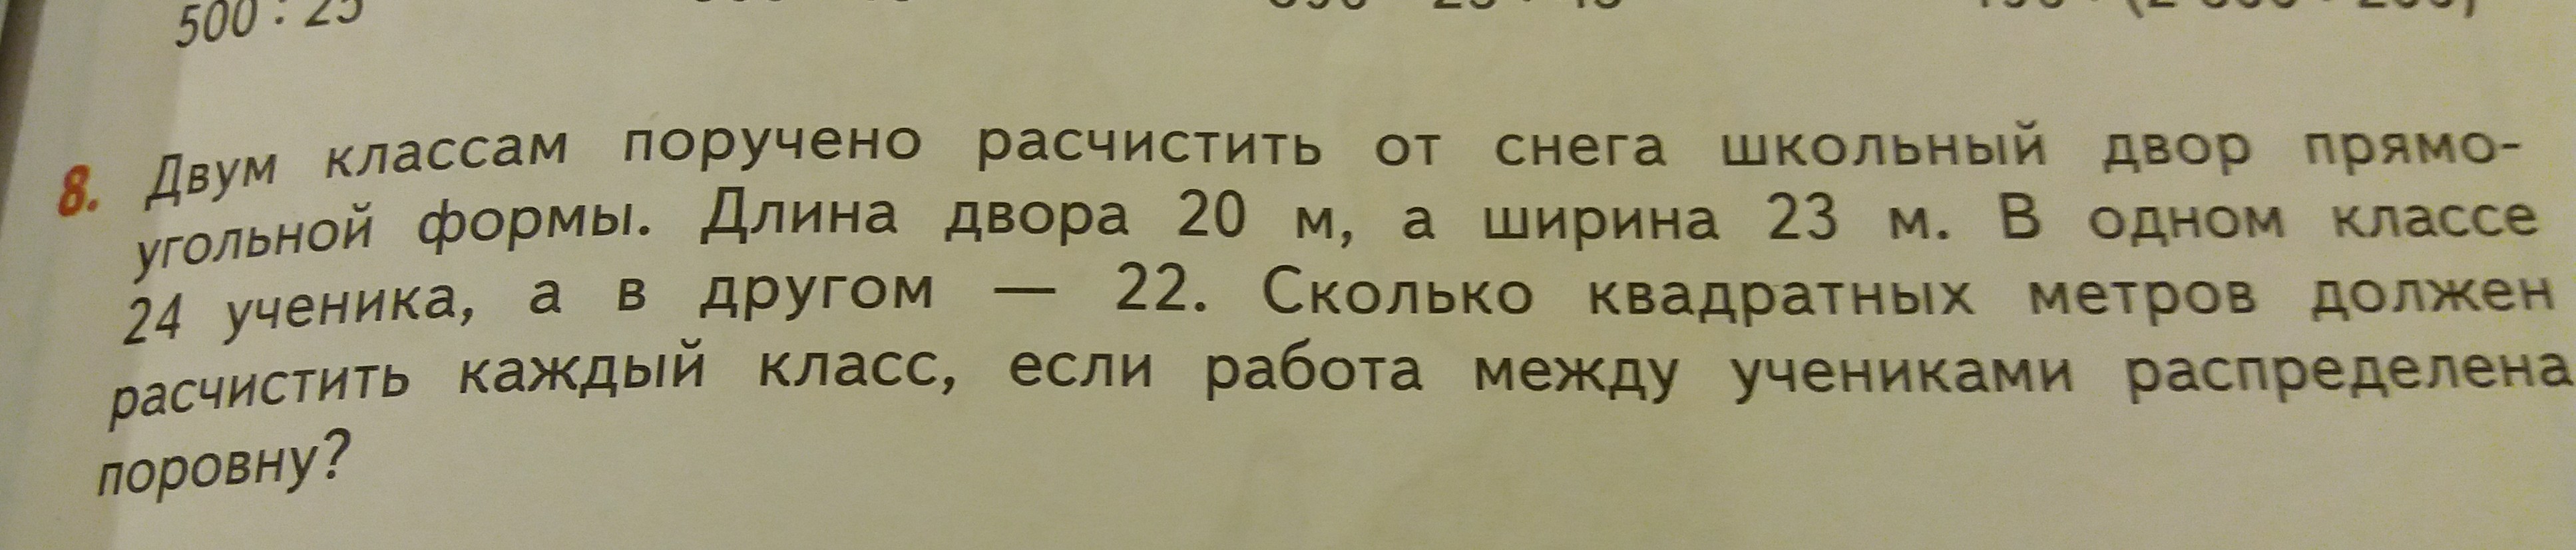 500 : 25
8. Двум классам поручено расчистить от снега школьный двор прямо-
угольной формы. Длина двора 20 м, а ширина 23 м. В одном классе
24 ученика, а в другом — 22. Сколько квадратных метров должен
расчистить каждый класс, если работа между учениками распределена
поровну?